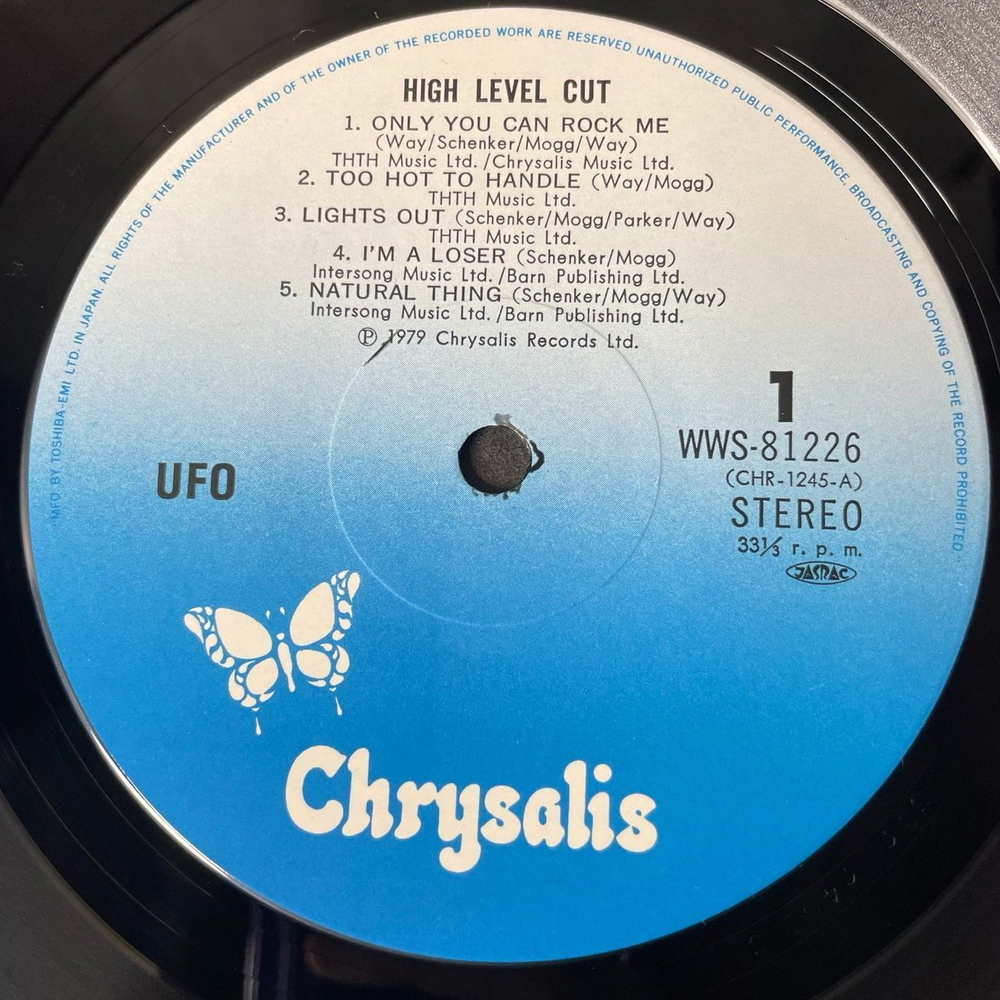 "MFD. BY TOSHIBA-EMI LTD. IN JAPAN. ALL RIGHTS OF THE MANUFACTURER AND OF THE OWNER OF THE RECORDED WORK ARE RESERVED. UNAUTHORIZED PUBLIC PERFORMANCE, BROADCASTING AND COPYING OF THE RECORD PROHIBITED."
HIGH LEVEL CUT
1. ONLY YOU CAN ROCK ME
(Way/Schenker/Mogg/Way)
THTH Music Ltd./Chrysalis Music Ltd.
2. TOO HOT TO HANDLE (Way/Mogg)
THTH Music Ltd.
3. LIGHTS OUT (Schenker/Mogg/Parker/Way)
THTH Music Ltd.
4. I'M A LOSER (Schenker/Mogg)
Intersong Music Ltd./Barn Publishing Ltd.
5. NATURAL THING (Schenker/Mogg/Way)
Intersong Music Ltd./Barn Publishing Ltd.
℗ 1979 Chrysalis Records Ltd.
1
WWS-81226
(CHR-1245-A)
UFO
STEREO
33⅓ r. p. m.
JASRAC
Chrysalis